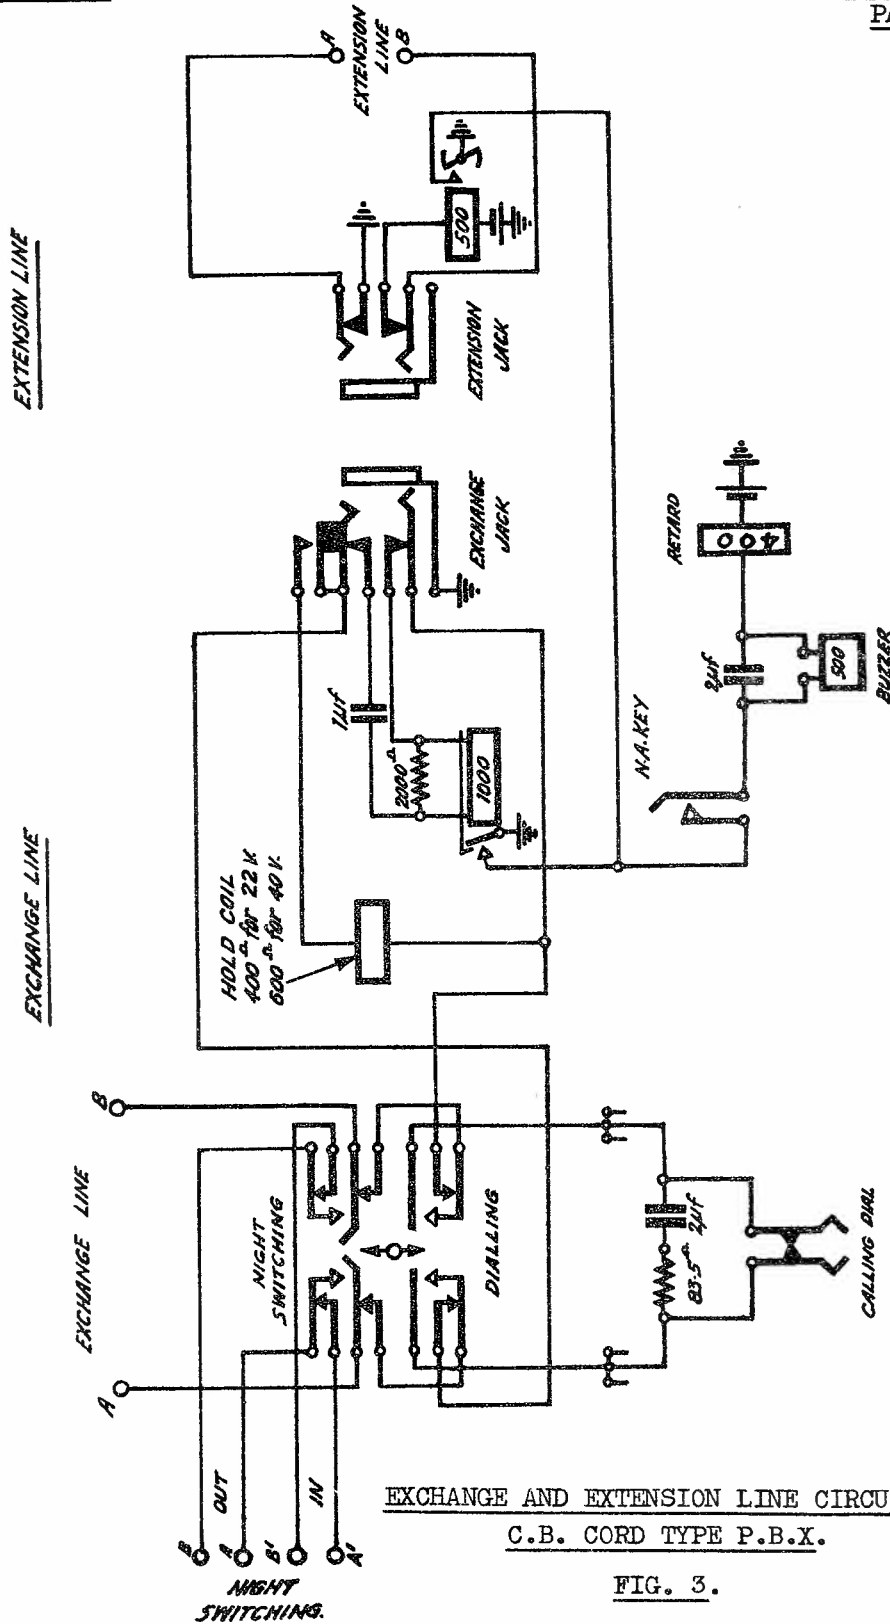 PA
EXTENSION LINE
A
EXTENSION
LINE
B
500
EXTENSION
JACK
EXCHANGE LINE
EXCHANGE
JACK
1µf
2000Ω
1000
HOLD COIL
400Ω for 22 V.
600Ω for 40 V.
RETARD
400
2µf
500
BUZZER
N.A. KEY
EXCHANGE LINE
B
A
NIGHT
SWITCHING
DIALLING
83.5Ω
2µf
CALLING DIAL
B
A
OUT
B'
IN
A'
NIGHT
SWITCHING.
EXCHANGE AND EXTENSION LINE CIRCU
C.B. CORD TYPE P.B.X.
FIG. 3.